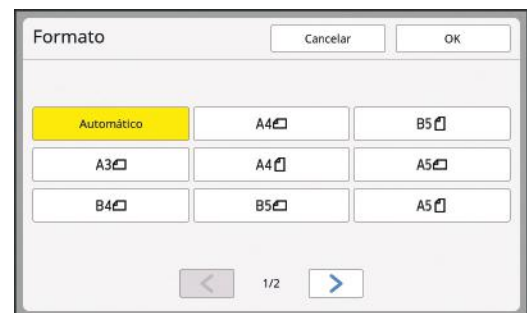 Formato Cancelar OK
Automático A4 B5
A3 A4 A5
B4 B5 A5
1/2